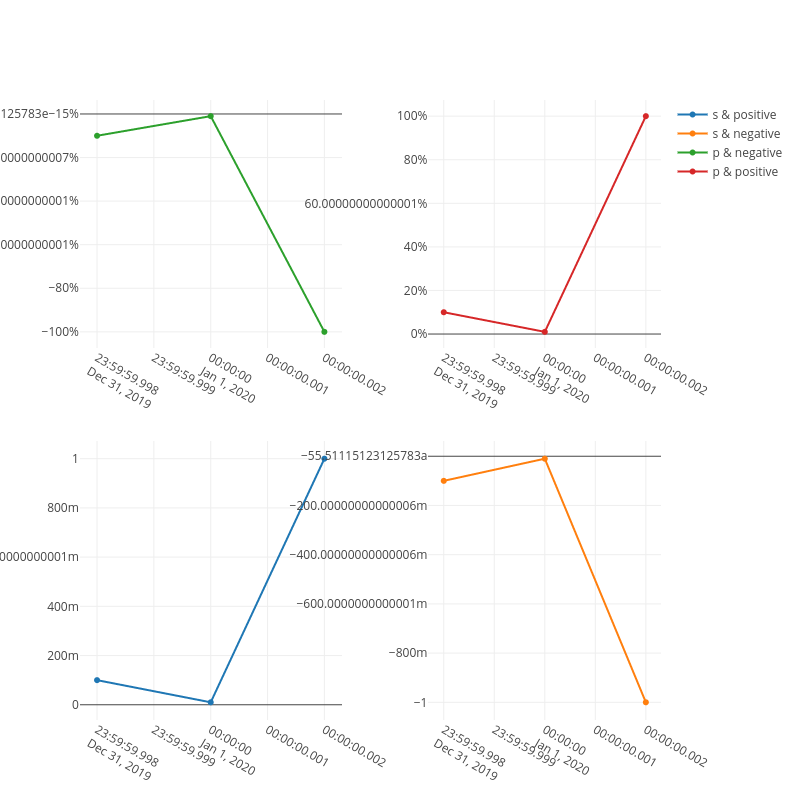 125783e−15%
0000000007%
0000000001%
0000000001%
−80%
−100%
23:59:59.998
Dec 31, 2019
23:59:59.999
00:00:00
Jan 1, 2020
00:00:00.001
00:00:00.002
100%
80%
60.00000000000001%
40%
20%
0%
23:59:59.998
Dec 31, 2019
23:59:59.999
00:00:00
Jan 1, 2020
00:00:00.001
00:00:00.002
s & positive
s & negative
p & negative
p & positive
1
800m
0000000001m
400m
200m
0
23:59:59.998
Dec 31, 2019
23:59:59.999
00:00:00
Jan 1, 2020
00:00:00.001
00:00:00.002
−55.51115123125783a
−200.00000000000006m
−400.00000000000006m
−600.0000000000001m
−800m
−1
23:59:59.998
Dec 31, 2019
23:59:59.999
00:00:00
Jan 1, 2020
00:00:00.001
00:00:00.002